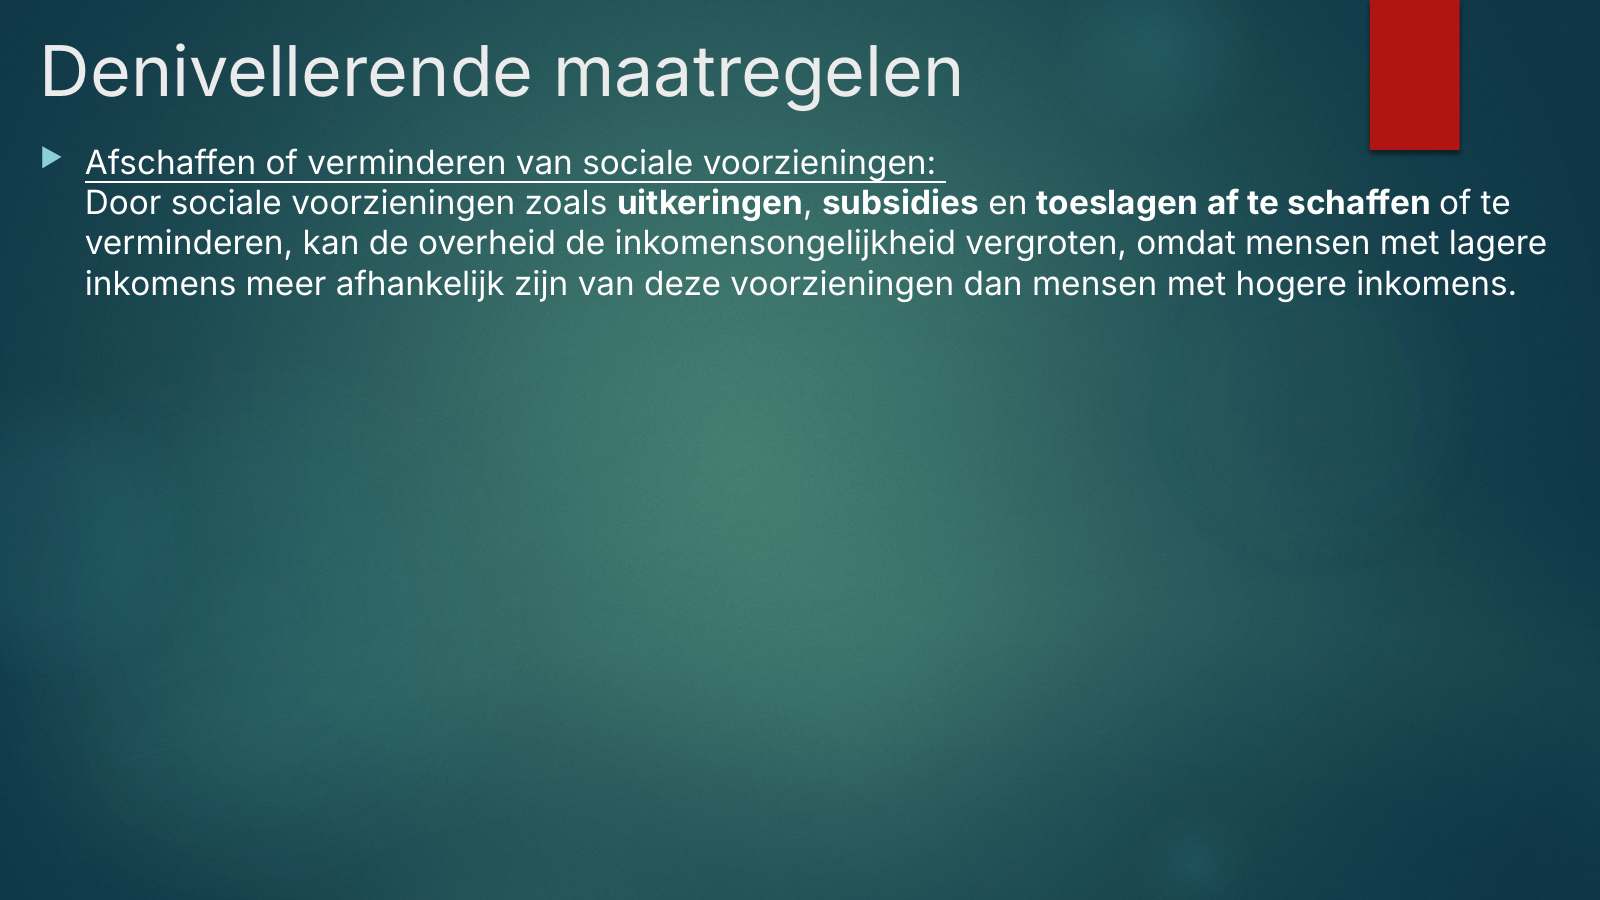 Denivellerende maatregelen
Afschaffen of verminderen van sociale voorzieningen:
Door sociale voorzieningen zoals uitkeringen, subsidies en toeslagen af te schaffen of te
verminderen, kan de overheid de inkomensongelijkheid vergroten, omdat mensen met lagere
inkomens meer afhankelijk zijn van deze voorzieningen dan mensen met hogere inkomens.